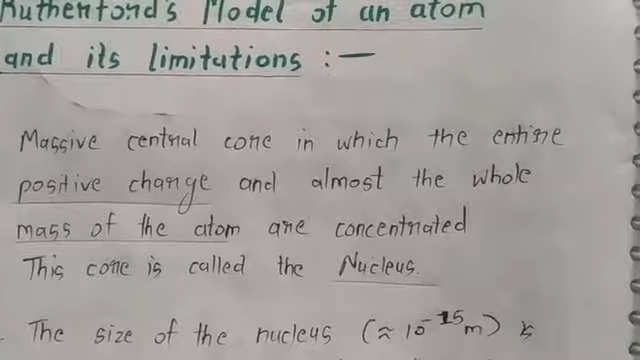 Rutherford's Model of an atom
and its limitations :—
Massive central core in which the entire
positive charge and almost the whole
mass of the atom are concentrated
This core is called the Nucleus.
The size of the nucleus (≈ 10⁻¹⁵m) is